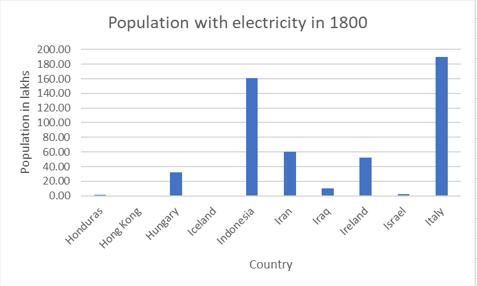 Population with electricity in 1800
Population in lakhs
200.00
180.00
160.00
140.00
120.00
100.00
80.00
60.00
40.00
20.00
0.00
Honduras
Hong Kong
Hungary
Iceland
Indonesia
Iran
Iraq
Ireland
Israel
Italy
Country